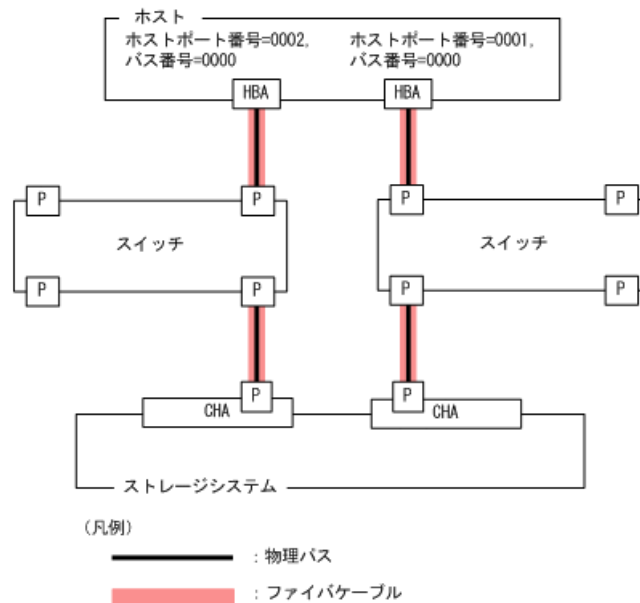 ホスト
ホストポート番号=0002,
バス番号=0000
ホストポート番号=0001,
バス番号=0000
HBA
HBA
P
P
P
P
スイッチ
スイッチ
P
P
P
P
P
P
CHA
CHA
ストレージシステム
(凡例)
: 物理パス
: ファイバケーブル